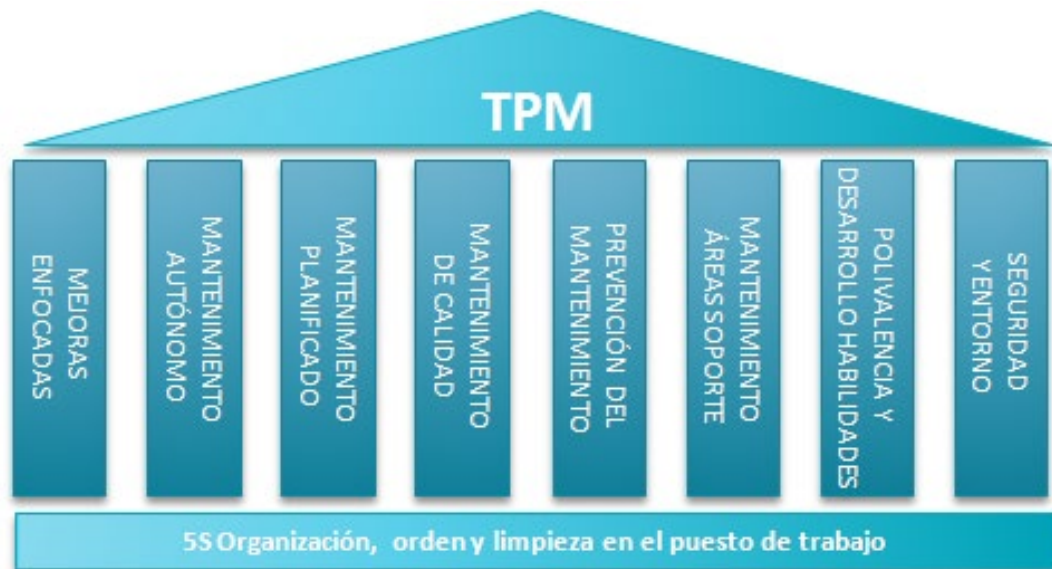 TPM
MEJORAS
ENFOCADAS
MANTENIMIENTO
AUTÓNOMO
MANTENIMIENTO
PLANIFICADO
MANTENIMIENTO
DE CALIDAD
PREVENCIÓN DEL
MANTENIMIENTO
MANTENIMIENTO
ÁREAS SOPORTE
POLIVALENCIA Y
DESARROLLO HABILIDADES
SEGURIDAD
Y ENTORNO
5S Organización, orden y limpieza en el puesto de trabajo